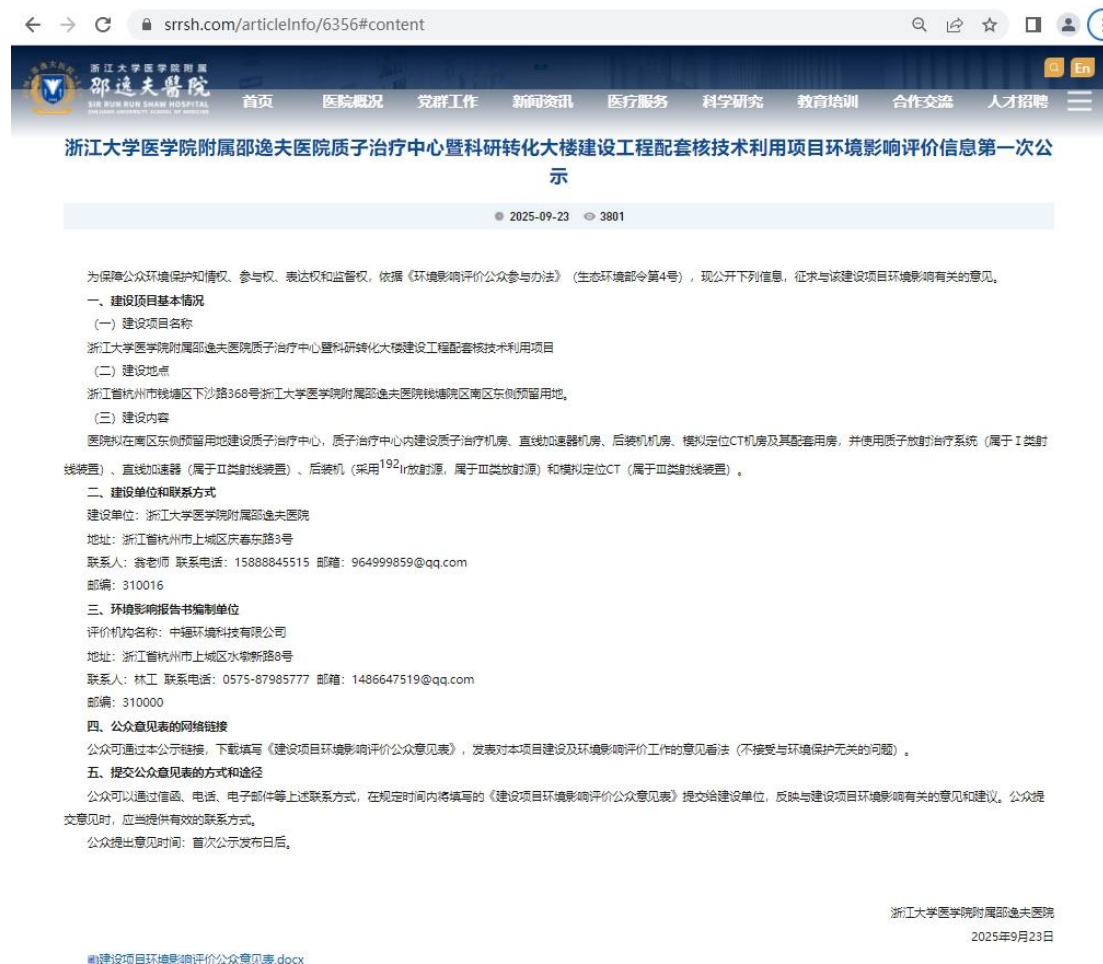 srrsh.com/articleInfo/6356#content
浙江大学医学院附属
邵逸夫醫院
SIR RUN RUN SHAW HOSPITAL
En
首页 医院概况 党群工作 新闻资讯 医疗服务 科学研究 教育培训 合作交流 人才招聘
浙江大学医学院附属邵逸夫医院质子治疗中心暨科研转化大楼建设工程配套核技术利用项目环境影响评价信息第一次公
示
2025-09-23 3801
为保障公众环境保护知情权、参与权、表达权和监督权，依据《环境影响评价公众参与办法》（生态环境部令第4号），现公开下列信息，征求与该建设项目环境影响有关的意见。
一、建设项目基本情况
（一）建设项目名称
浙江大学医学院附属邵逸夫医院质子治疗中心暨科研转化大楼建设工程配套核技术利用项目
（二）建设地点
浙江省杭州市钱塘区下沙路368号浙江大学医学院附属邵逸夫医院钱塘院区南区东侧预留用地。
（三）建设内容
医院拟在南区东侧预留用地建设质子治疗中心，质子治疗中心内建设质子治疗机房、直线加速器机房、后装机机房、模拟定位CT机房及其配套用房，并使用质子放射治疗系统（属于Ⅰ类射
线装置）、直线加速器（属于Ⅱ类射线装置）、后装机（采用192Ir放射源，属于Ⅲ类放射源）和模拟定位CT（属于Ⅲ类射线装置）。
二、建设单位和联系方式
建设单位：浙江大学医学院附属邵逸夫医院
地址：浙江省杭州市上城区庆春东路3号
联系人：翁老师 联系电话：15888845515 邮箱：964999859@qq.com
邮编：310016
三、环境影响报告书编制单位
评价机构名称：中辐环境科技有限公司
地址：浙江省杭州市上城区水墩新路8号
联系人：林工 联系电话：0575-87985777 邮箱：1486647519@qq.com
邮编：310000
四、公众意见表的网络链接
公众可通过本公示链接，下载填写《建设项目环境影响评价公众意见表》，发表对本项目建设及环境影响评价工作的意见看法（不接受与环境保护无关的问题）。
五、提交公众意见表的方式和途径
公众可以通过信函、电话、电子邮件等上述联系方式，在规定时间内将填写的《建设项目环境影响评价公众意见表》提交给建设单位，反映与建设项目环境影响有关的意见和建议。公众提
交意见时，应当提供有效的联系方式。
公众提出意见时间：首次公示发布日后。
浙江大学医学院附属邵逸夫医院
2025年9月23日
建设项目环境影响评价公众意见表.docx